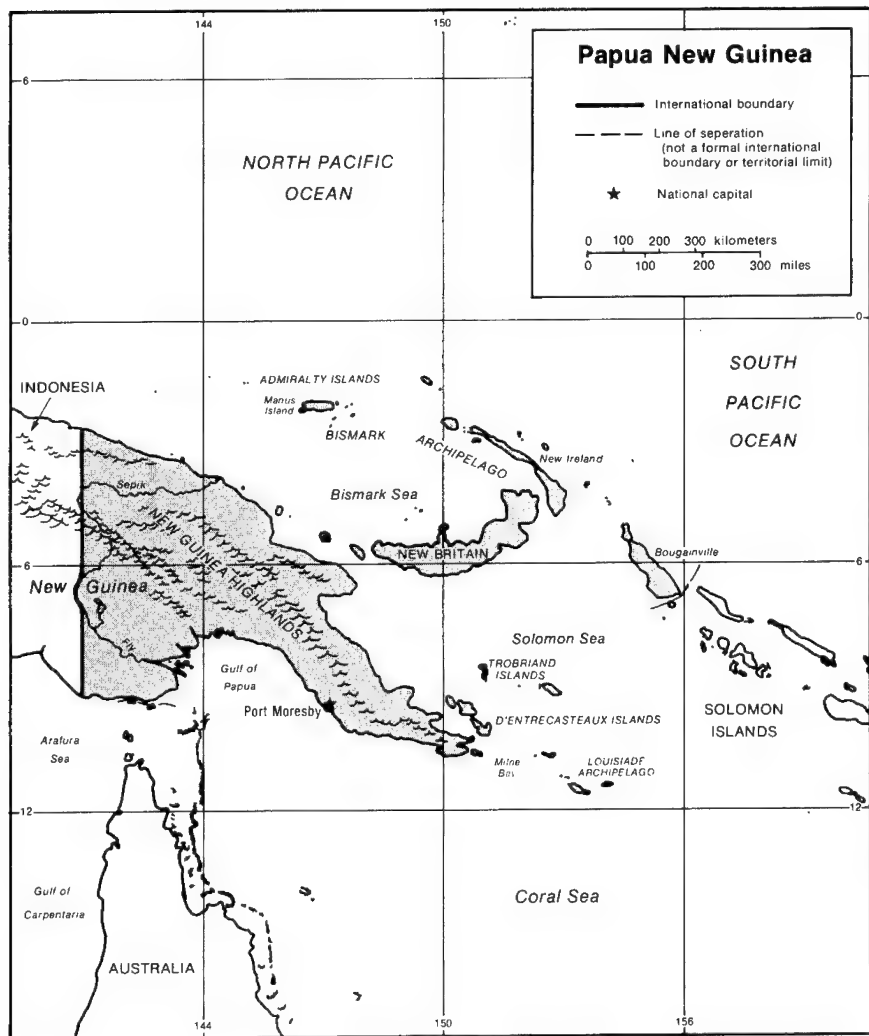 144
150
Papua New Guinea
International boundary
Line of seperation
(not a formal international
boundary or territorial limit)
National capital
0 100 200 300 kilometers
0 100 200 300 miles
6
NORTH PACIFIC
OCEAN
0
0
SOUTH
PACIFIC
OCEAN
INDONESIA
ADMIRALTY ISLANDS
Manus
Island
BISMARK
ARCHIPELAGO
New Ireland
Sepik
Bismark Sea
NEW GUINEA HIGHLANDS
NEW BRITAIN
Bougainville
6
6
New Guinea
Fly
Solomon Sea
Gulf of
Papua
TROBRIAND
ISLANDS
Port Moresby
D'ENTRECASTEAUX ISLANDS
SOLOMON
ISLANDS
Arafura
Sea
Milne
Bay
LOUISIADE
ARCHIPELAGO
12
12
Gulf of
Carpentaria
Coral Sea
AUSTRALIA
144
150
156